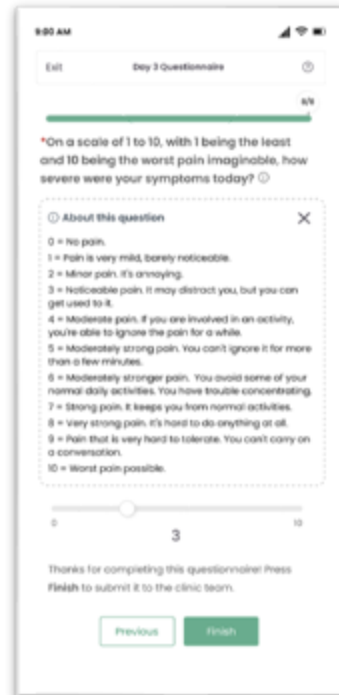 9:00 AM
Exit
Day 3 Questionnaire
*On a scale of 1 to 10, with 1 being the least
and 10 being the worst pain imaginable, how
severe were your symptoms today?
About this question
0 = No pain.
1 = Pain is very mild, barely noticeable.
2 = Minor pain. It's annoying.
3 = Noticeable pain. It may distract you, but you can
get used to it.
4 = Moderate pain. If you are involved in an activity,
you're able to ignore the pain for a while.
5 = Moderately strong pain. You can't ignore it for more
than a few minutes.
6 = Moderately stronger pain. You avoid some of your
normal daily activities. You have trouble concentrating.
7 = Strong pain. It keeps you from normal activities.
8 = Very strong pain. It's hard to do anything at all.
9 = Pain that is very hard to tolerate. You can't carry on
a conversation.
10 = Worst pain possible.
0
10
3
Thanks for completing this questionnaire! Press
Finish to submit it to the clinic team.
Previous
Finish